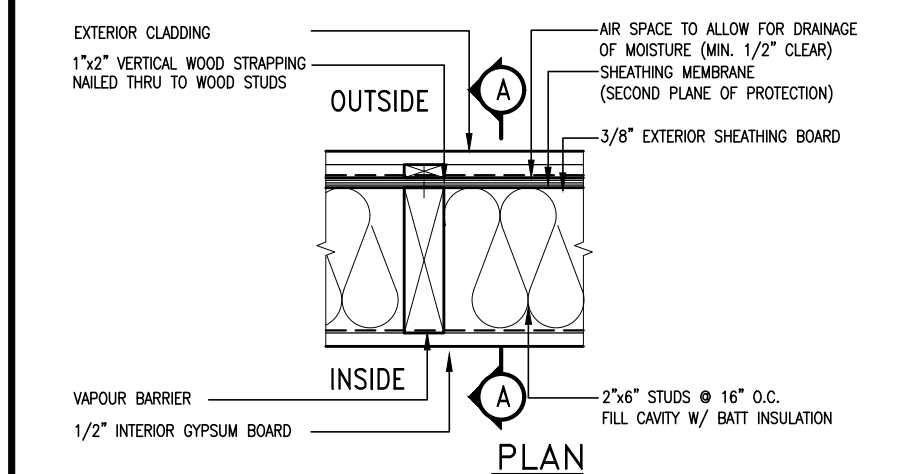 EXTERIOR CLADDING
1"x2" VERTICAL WOOD STRAPPING
NAILED THRU TO WOOD STUDS
OUTSIDE
A
AIR SPACE TO ALLOW FOR DRAINAGE
OF MOISTURE (MIN. 1/2" CLEAR)
SHEATHING MEMBRANE
(SECOND PLANE OF PROTECTION)
3/8" EXTERIOR SHEATHING BOARD
INSIDE
A
VAPOUR BARRIER
1/2" INTERIOR GYPSUM BOARD
2"x6" STUDS @ 16" O.C.
FILL CAVITY W/ BATT INSULATION
PLAN